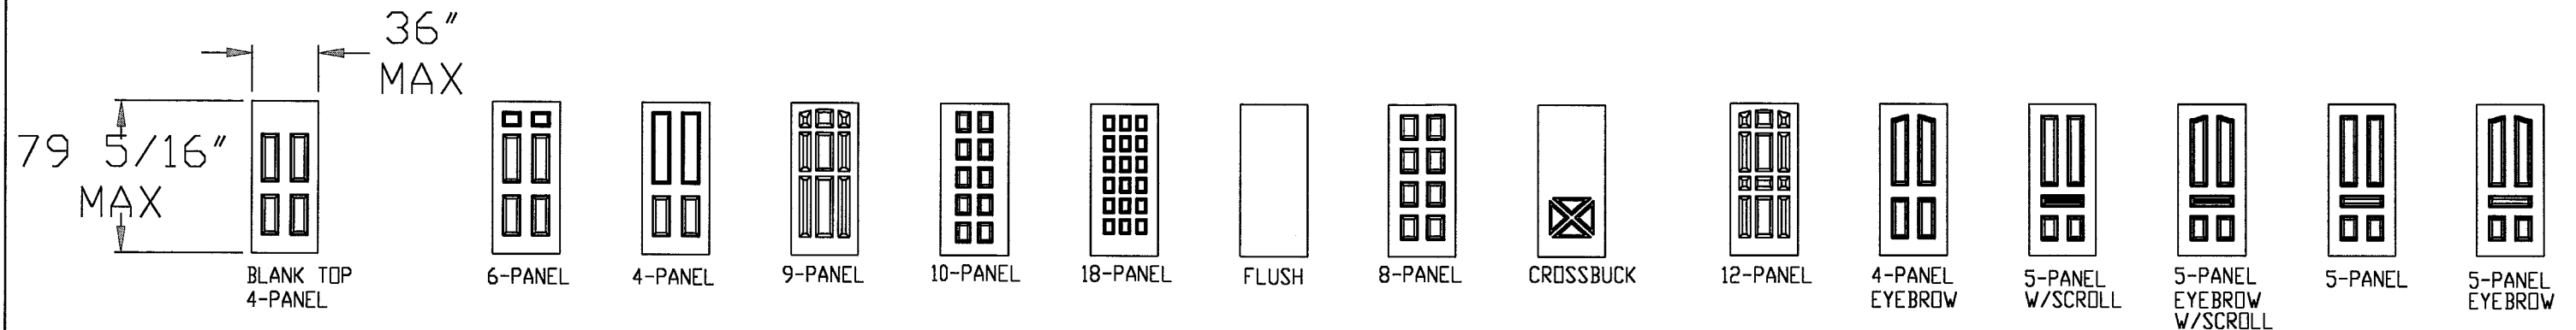 36"
MAX
79 5/16"
MAX
BLANK TOP
4-PANEL
6-PANEL
4-PANEL
9-PANEL
10-PANEL
18-PANEL
FLUSH
8-PANEL
CROSSBUCK
12-PANEL
4-PANEL
EYEBROW
5-PANEL
W/SCROLL
5-PANEL
EYEBROW
W/SCROLL
5-PANEL
5-PANEL
EYEBROW